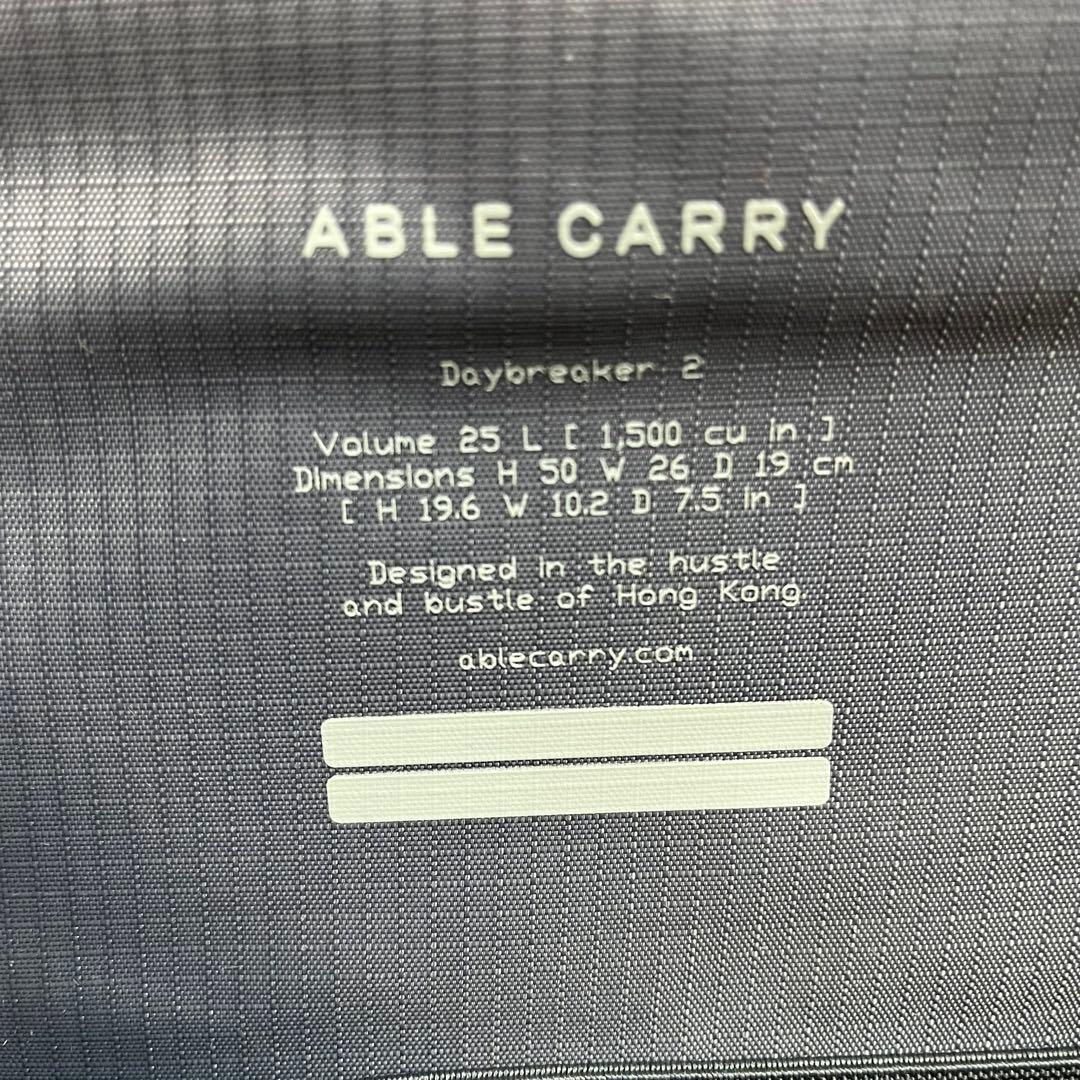 ABLE CARRY
Daybreaker 2
Volume 25 L [ 1,500 cu in.]
Dimensions H 50 W 26 D 19 cm
[ H 19.6 W 10.2 D 7.5 in ]
Designed in the hustle
and bustle of Hong Kong.
ablecarry.com